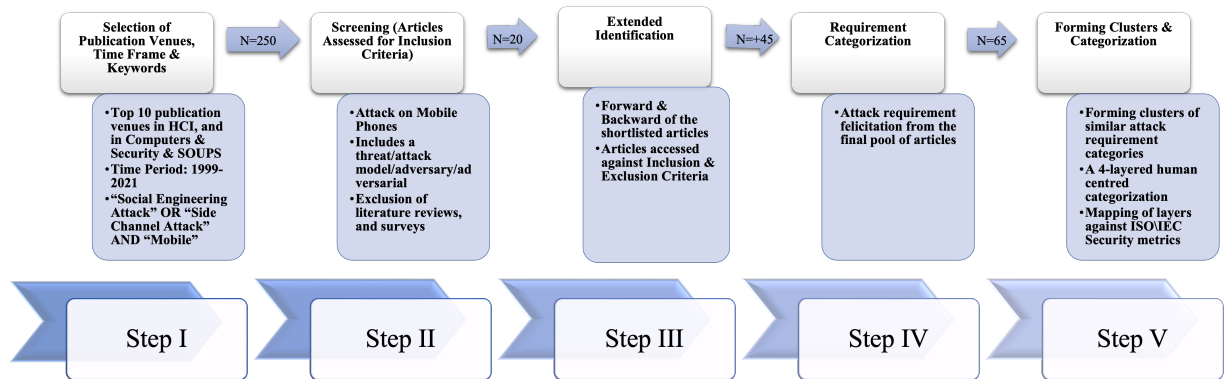 Selection of
Publication Venues,
Time Frame &
Keywords
N=250
Screening (Articles
Assessed for Inclusion
Criteria)
N=20
Extended
Identification
N=+45
Requirement
Categorization
N=65
Forming Clusters &
Categorization
•Top 10 publication
venues in HCI, and
in Computers &
Security & SOUPS
•Time Period: 1999-
2021
•“Social Engineering
Attack” OR “Side
Channel Attack”
AND “Mobile”
•Attack on Mobile
Phones
•Includes a
threat/attack
model/adversary/ad
versarial
•Exclusion of
literature reviews,
and surveys
•Forward &
Backward of the
shortlisted articles
•Articles accessed
against Inclusion &
Exclusion Criteria
•Attack requirement
felicitation from the
final pool of articles
•Forming clusters of
similar attack
requirement
categories
•A 4-layered human
centred
categorization
•Mapping of layers
against ISO\IEC
Security metrics
Step I
Step II
Step III
Step IV
Step V